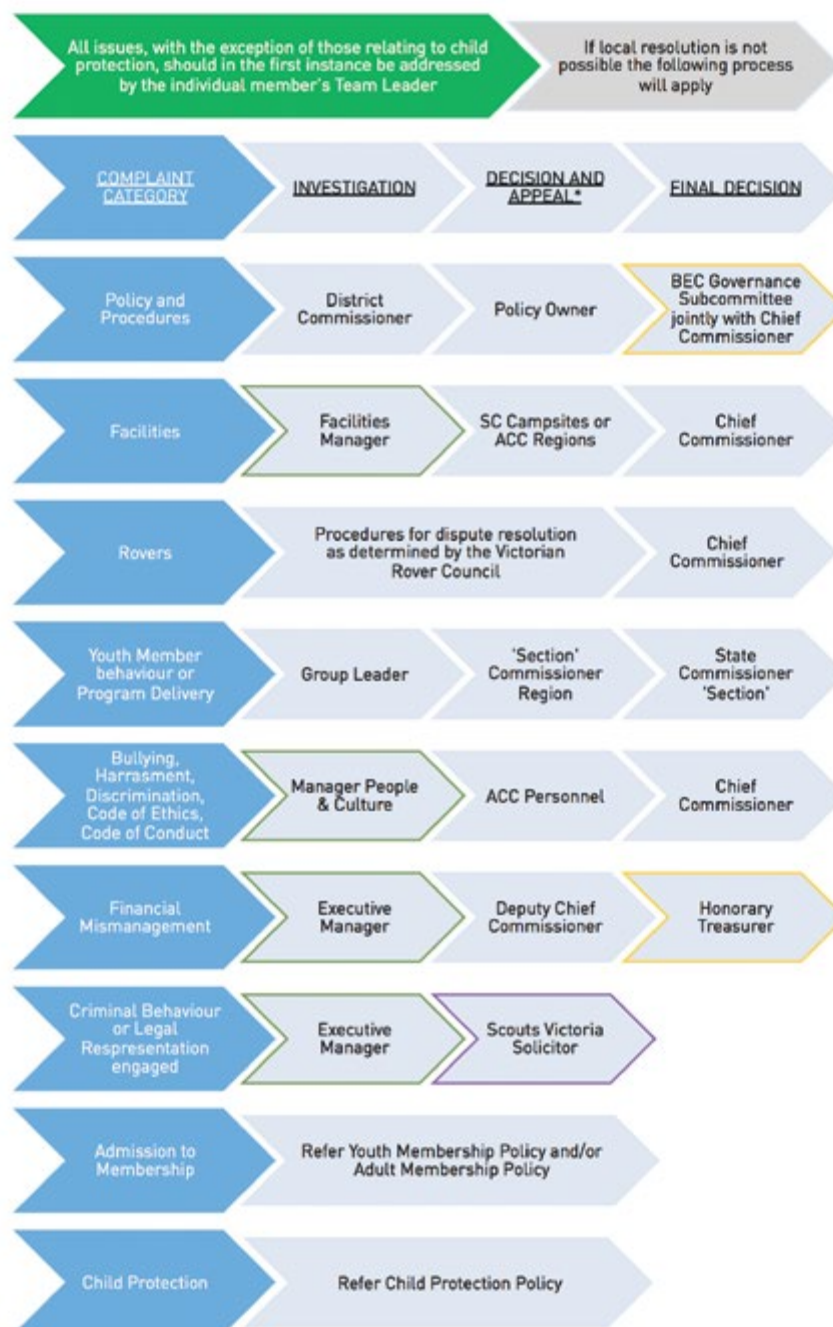 All issues, with the exception of those relating to child
protection, should in the first instance be addressed
by the individual member's Team Leader
If local resolution is not
possible the following process
will apply
COMPLAINT
CATEGORY
INVESTIGATION
DECISION AND
APPEAL*
FINAL DECISION
Policy and
Procedures
District
Commissioner
Policy Owner
BEC Governance
Subcommittee
jointly with Chief
Commissioner
Facilities
Facilities
Manager
SC Campsites or
ACC Regions
Chief
Commissioner
Rovers
Procedures for dispute resolution
as determined by the Victorian
Rover Council
Chief
Commissioner
Youth Member
behaviour or
Program Delivery
Group Leader
'Section'
Commissioner
Region
State
Commissioner
'Section'
Bullying,
Harrasment,
Discrimination,
Code of Ethics,
Code of Conduct
Manager People
& Culture
ACC Personnel
Chief
Commissioner
Financial
Mismanagement
Executive
Manager
Deputy Chief
Commissioner
Honorary
Treasurer
Criminal Behaviour
or Legal
Respresentation
engaged
Executive
Manager
Scouts Victoria
Solicitor
Admission to
Membership
Refer Youth Membership Policy and/or
Adult Membership Policy
Child Protection
Refer Child Protection Policy